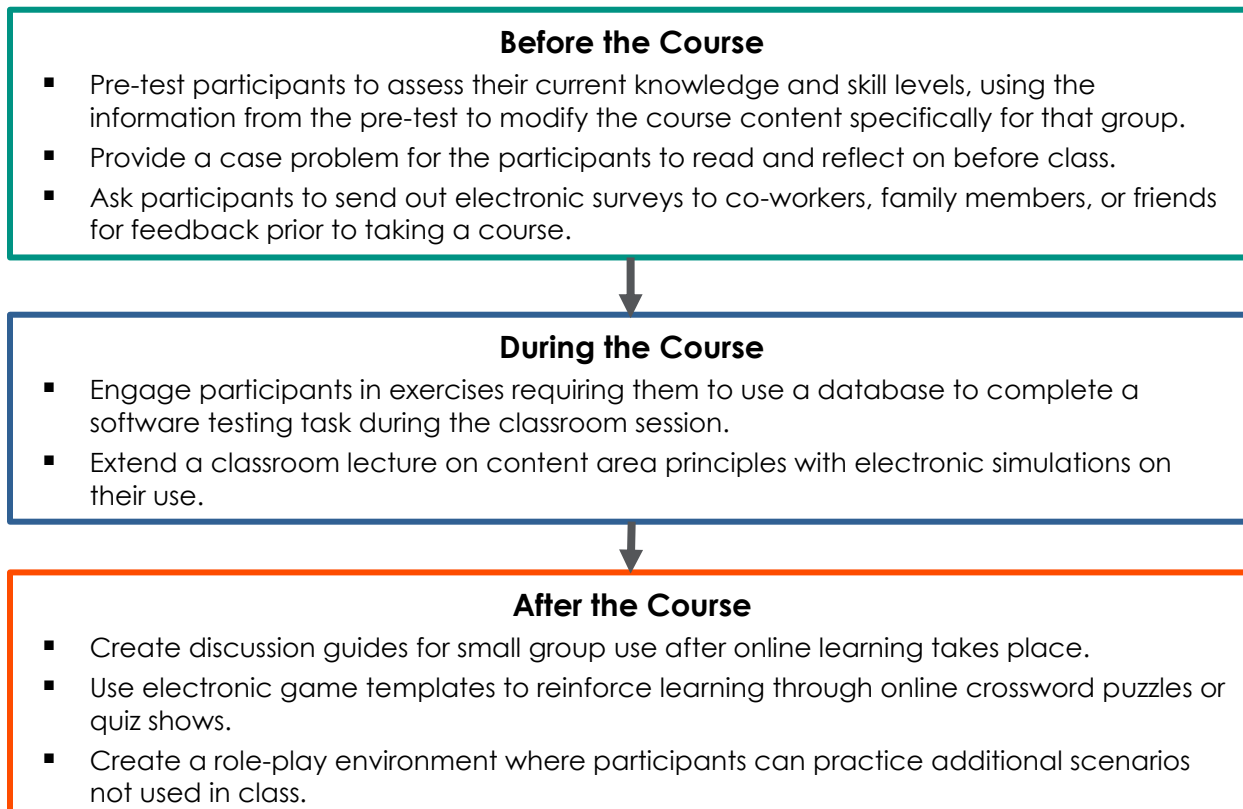 Before the Course
▪ Pre-test participants to assess their current knowledge and skill levels, using the
information from the pre-test to modify the course content specifically for that group.
▪ Provide a case problem for the participants to read and reflect on before class.
▪ Ask participants to send out electronic surveys to co-workers, family members, or friends
for feedback prior to taking a course.
During the Course
▪ Engage participants in exercises requiring them to use a database to complete a
software testing task during the classroom session.
▪ Extend a classroom lecture on content area principles with electronic simulations on
their use.
After the Course
▪ Create discussion guides for small group use after online learning takes place.
▪ Use electronic game templates to reinforce learning through online crossword puzzles or
quiz shows.
▪ Create a role-play environment where participants can practice additional scenarios
not used in class.